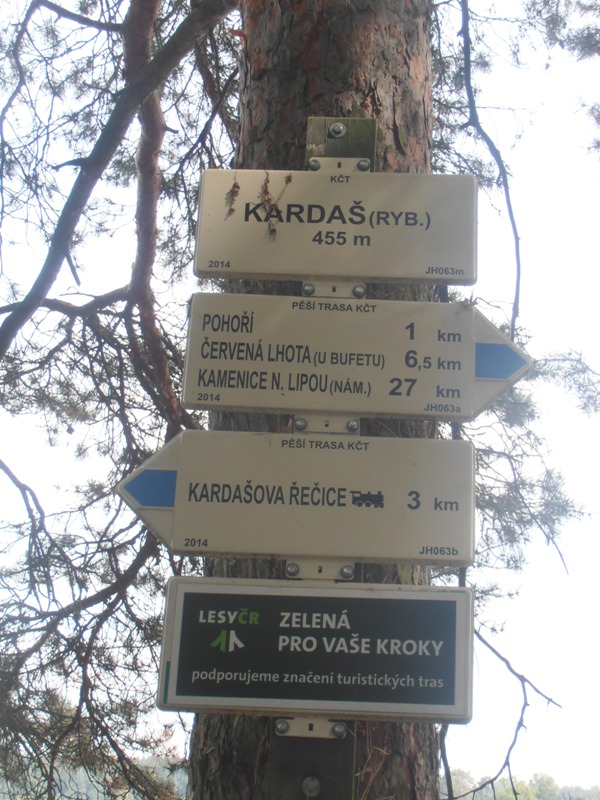 KČT
KARDAŠ (RYB.)
455 m
2014 JH063m
PĚŠÍ TRASA KČT
POHOŘÍ 1 km
ČERVENÁ LHOTA (U BUFETU) 6,5 km
KAMENICE N. LIPOU (NÁM.) 27 km
2014 JH063a
PĚŠÍ TRASA KČT
KARDAŠOVA ŘEČICE 3 km
2014 JH063b
LESYČR ZELENÁ
PRO VAŠE KROKY
podporujeme značení turistických tras